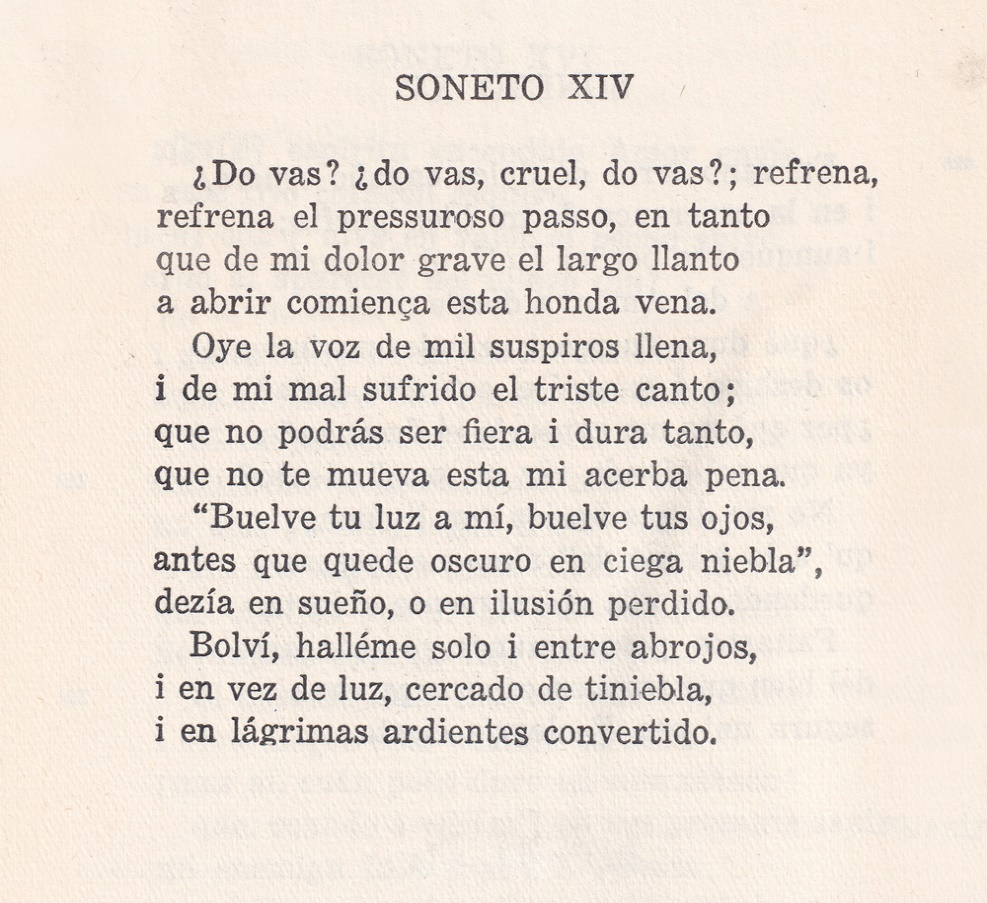 SONETO XIV
¿Do vas? ¿do vas, cruel, do vas?; refrena,
refrena el pressuroso passo, en tanto
que de mi dolor grave el largo llanto
a abrir comiença esta honda vena.
Oye la voz de mil suspiros llena,
i de mi mal sufrido el triste canto;
que no podrás ser fiera i dura tanto,
que no te mueva esta mi acerba pena.
“Buelve tu luz a mí, buelve tus ojos,
antes que quede oscuro en ciega niebla”,
dezía en sueño, o en ilusión perdido.
Bolví, halléme solo i entre abrojos,
i en vez de luz, cercado de tiniebla,
i en lágrimas ardientes convertido.